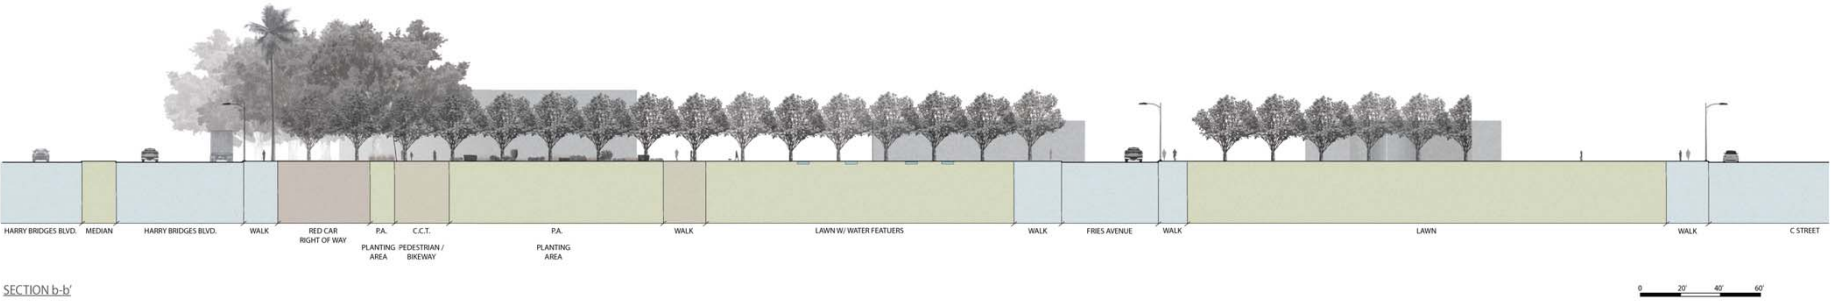 HARRY BRIDGES BLVD.
MEDIAN
HARRY BRIDGES BLVD.
WALK
RED CAR
RIGHT OF WAY
P.A.
PLANTING
AREA
C.C.T.
PEDESTRIAN /
BIKEWAY
P.A.
PLANTING
AREA
WALK
LAWN W/ WATER FEATUERS
WALK
FRIES AVENUE
WALK
LAWN
WALK
C STREET
SECTION b-b'
0 20' 40' 60'